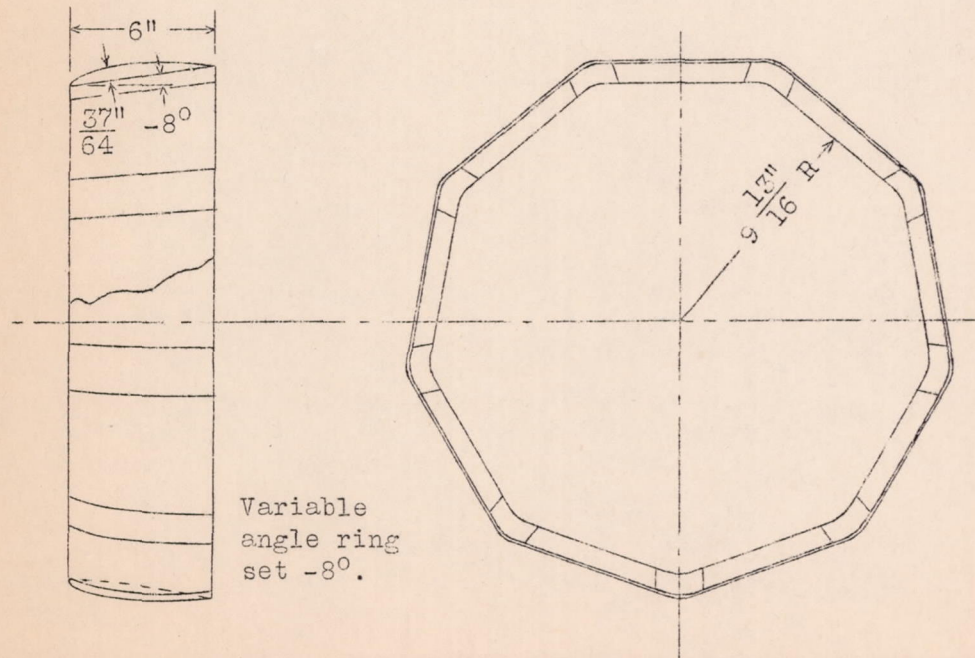 6"
37"
64
-8°
9 13"
16 R
Variable
angle ring
set -8°.